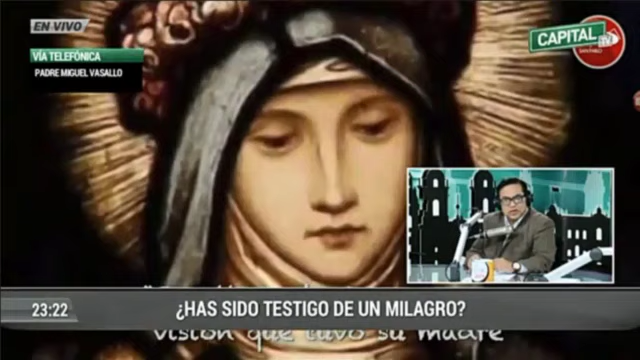 EN VIVO
VÍA TELEFÓNICA
PADRE MIGUEL VASALLO
CAPITAL
23:22
¿HAS SIDO TESTIGO DE UN MILAGRO?
visión que tuvo su madre